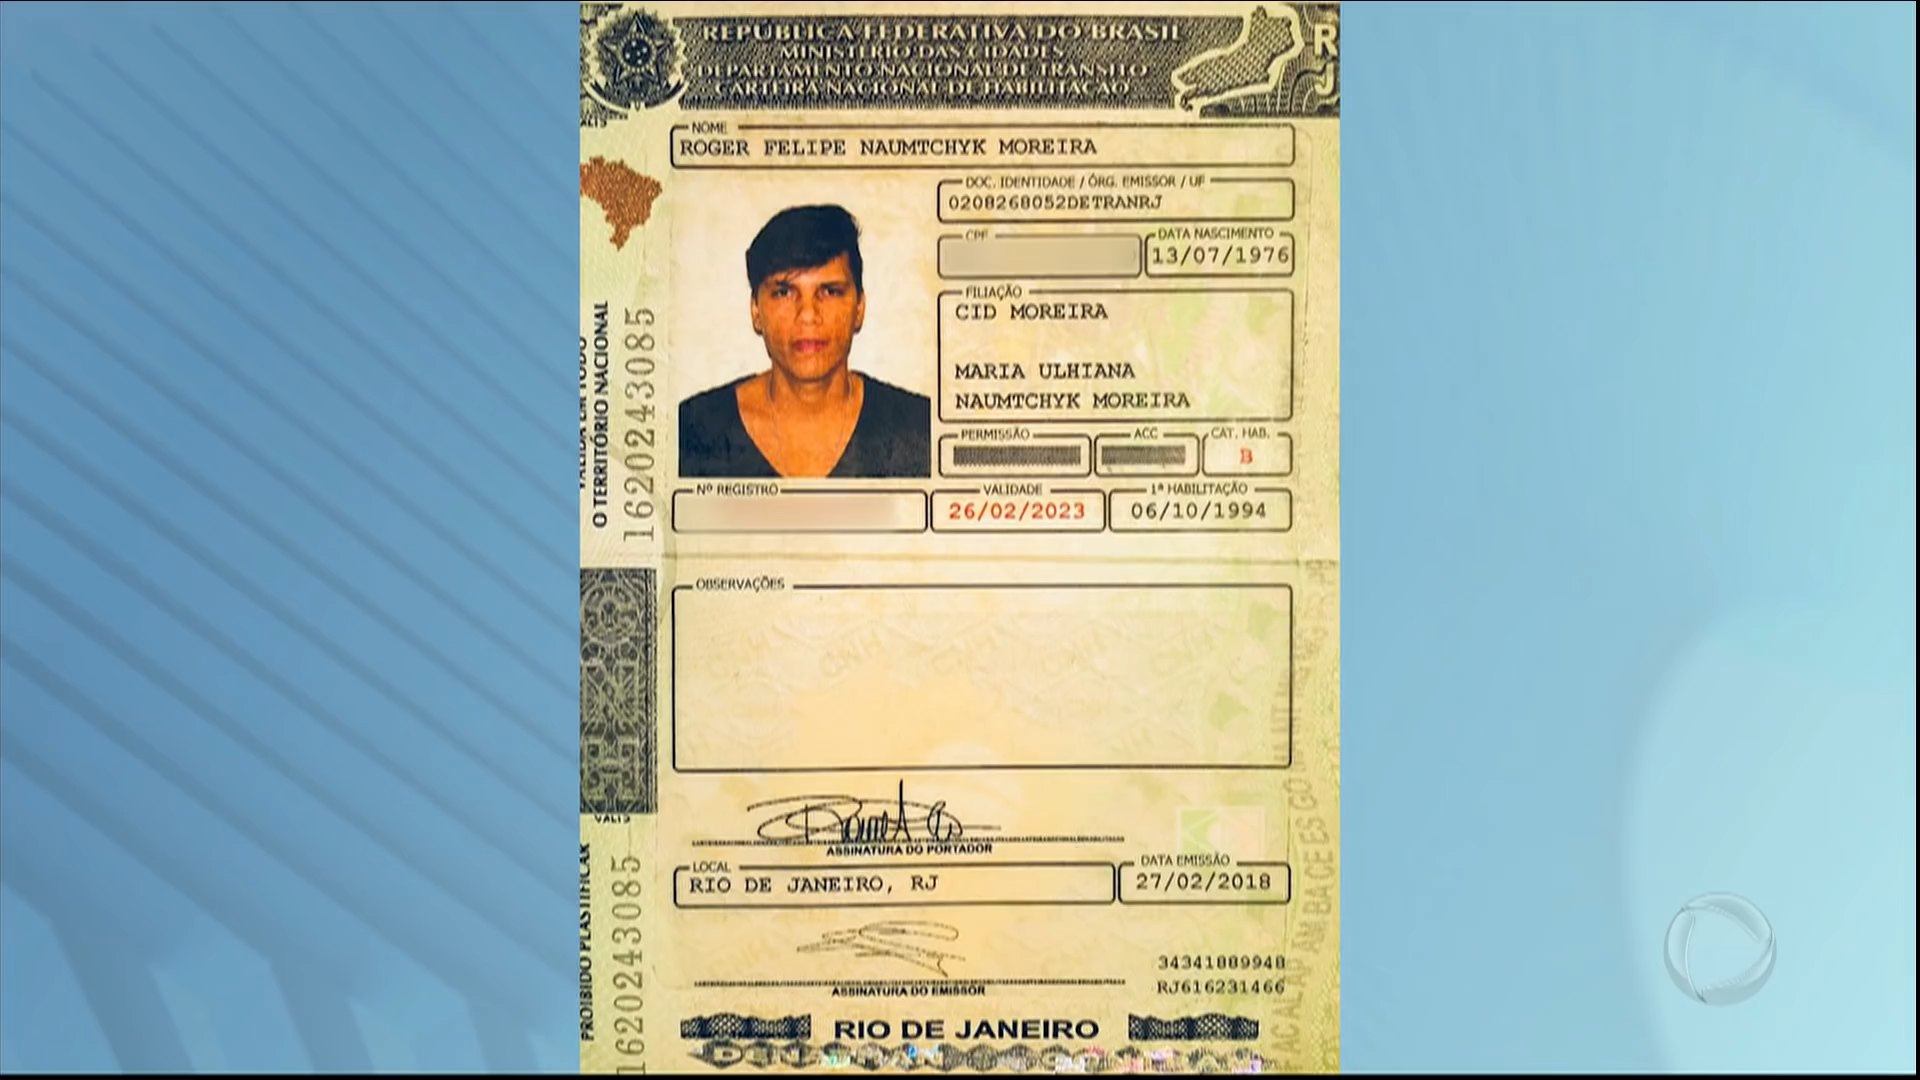 REPÚBLICA FEDERATIVA DO BRASIL
MINISTÉRIO DAS CIDADES
DEPARTAMENTO NACIONAL DE TRÂNSITO
CARTEIRA NACIONAL DE HABILITAÇÃO
RJ
NOME
ROGER FELIPE NAUMTCHYK MOREIRA
DOC. IDENTIDADE / ÓRG. EMISSOR / UF
0208268052DETRANRJ
CPF
DATA NASCIMENTO
13/07/1976
FILIAÇÃO
CID MOREIRA
MARIA ULHIANA
NAUMTCHYK MOREIRA
PERMISSÃO
ACC
CAT. HAB.
B
Nº REGISTRO
VALIDADE
26/02/2023
1ª HABILITAÇÃO
06/10/1994
VÁLIDA EM TODO
O TERRITÓRIO NACIONAL
1620243085
OBSERVAÇÕES
ASSINATURA DO PORTADOR
LOCAL
RIO DE JANEIRO, RJ
DATA EMISSÃO
27/02/2018
ASSINATURA DO EMISSOR
34341889948
RJ616231466
PROIBIDO PLASTIFICAR
1620243085
RIO DE JANEIRO